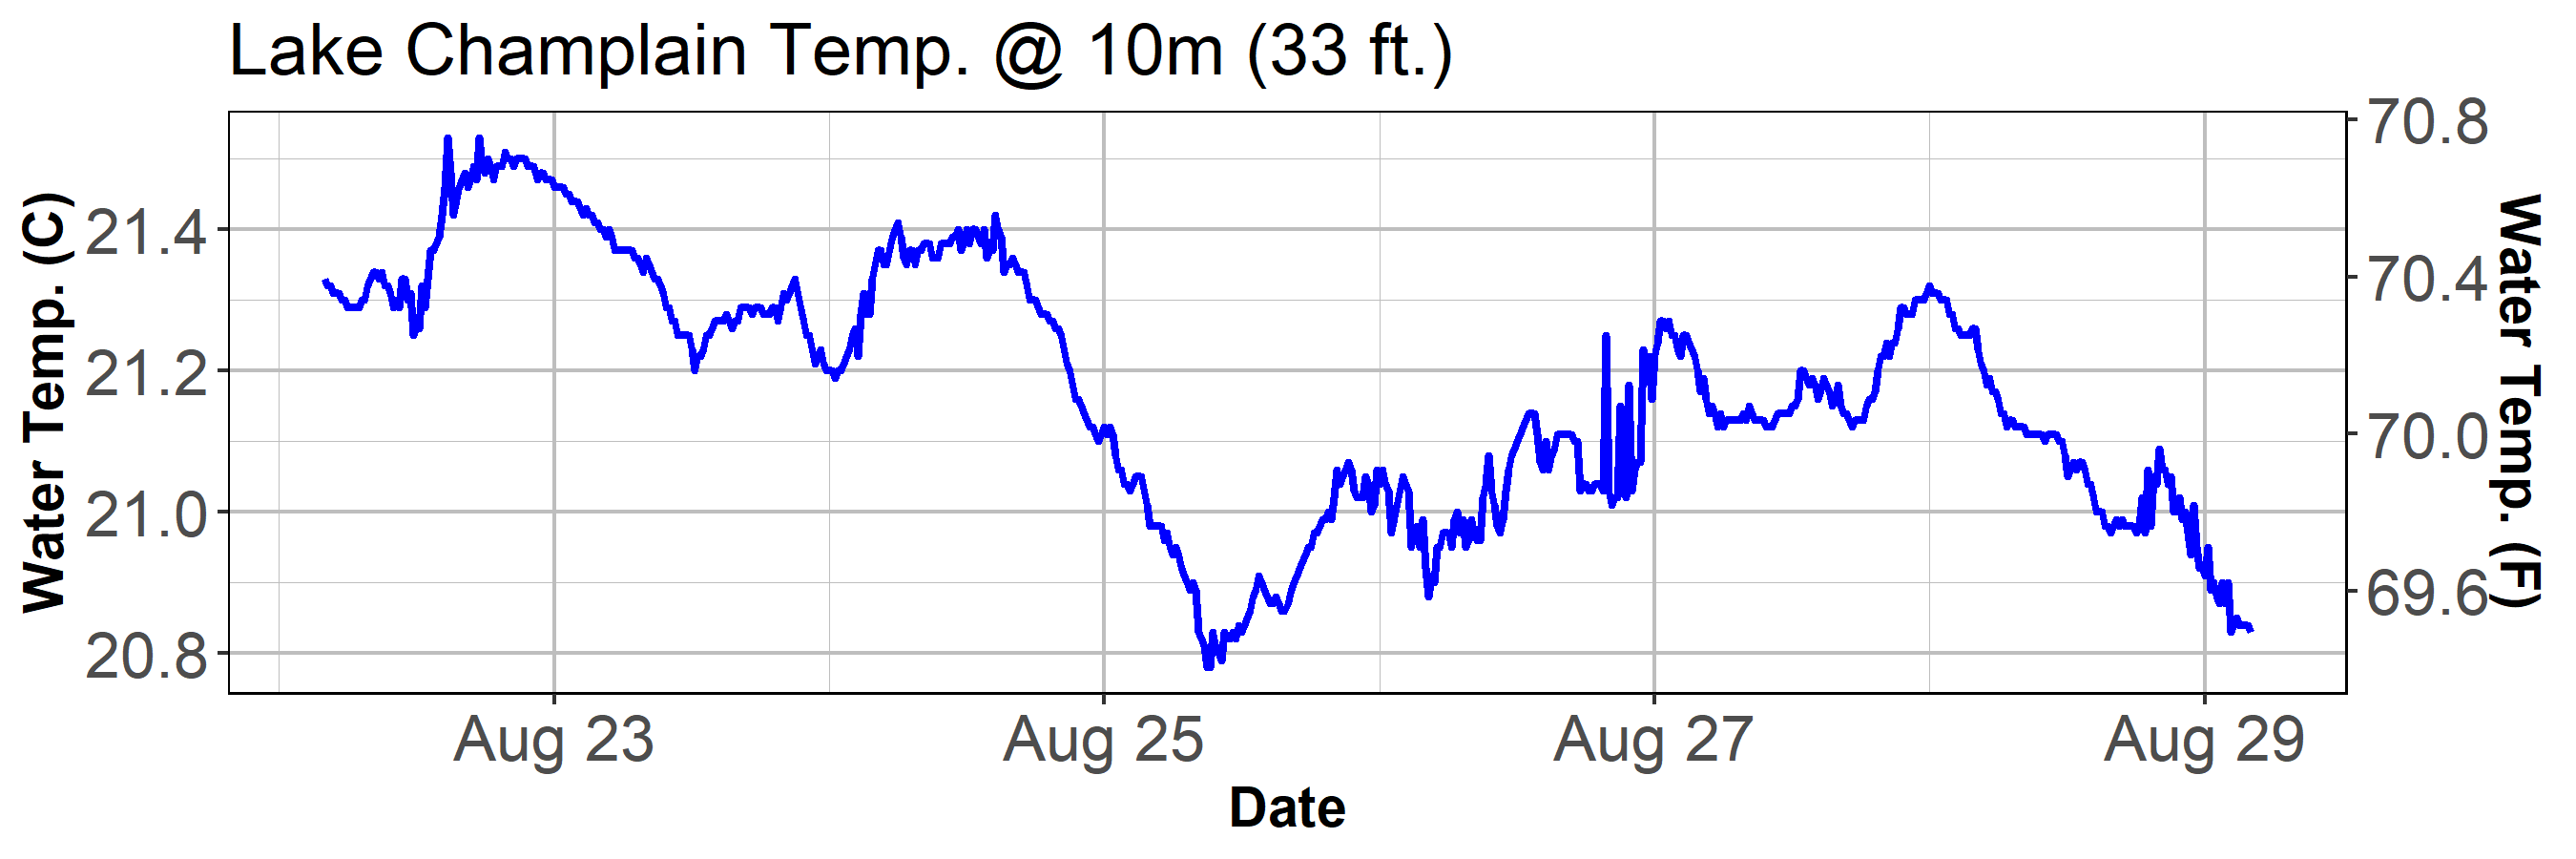 Lake Champlain Temp. @ 10m (33 ft.)
Water Temp. (C)
21.4
21.2
21.0
20.8
70.8
70.4
70.0
69.6
Water Temp. (F)
Aug 23
Aug 25
Aug 27
Aug 29
Date